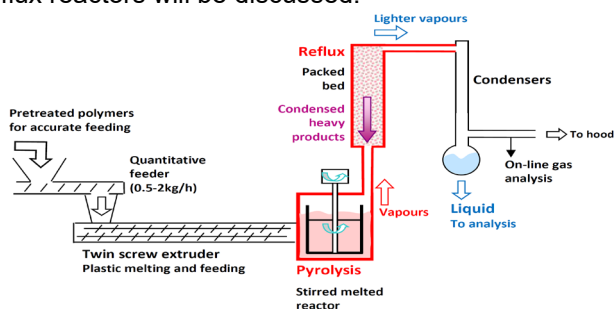 flux reactors will be discussed.
Lighter vapours
Reflux
Packed
bed
Condensers
Condensed
heavy
products
Pretreated polymers
for accurate feeding
To hood
Quantitative
feeder
(0.5-2kg/h)
On-line gas
analysis
Vapours
Liquid
To analysis
Twin screw extruder
Plastic melting and feeding
Pyrolysis
Stirred melted
reactor